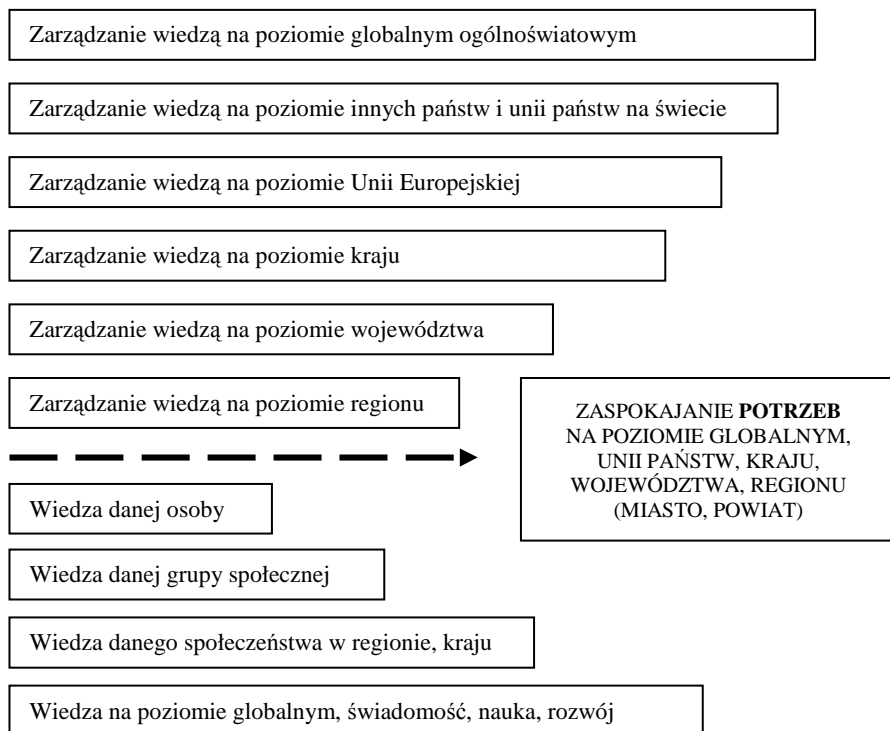 Zarządzanie wiedzą na poziomie globalnym ogólnoświatowym
Zarządzanie wiedzą na poziomie innych państw i unii państw na świecie
Zarządzanie wiedzą na poziomie Unii Europejskiej
Zarządzanie wiedzą na poziomie kraju
Zarządzanie wiedzą na poziomie województwa
Zarządzanie wiedzą na poziomie regionu
ZASPOKAJANIE POTRZEB
NA POZIOMIE GLOBALNYM,
UNII PAŃSTW, KRAJU,
WOJEWÓDZTWA, REGIONU
(MIASTO, POWIAT)
Wiedza danej osoby
Wiedza danej grupy społecznej
Wiedza danego społeczeństwa w regionie, kraju
Wiedza na poziomie globalnym, świadomość, nauka, rozwój